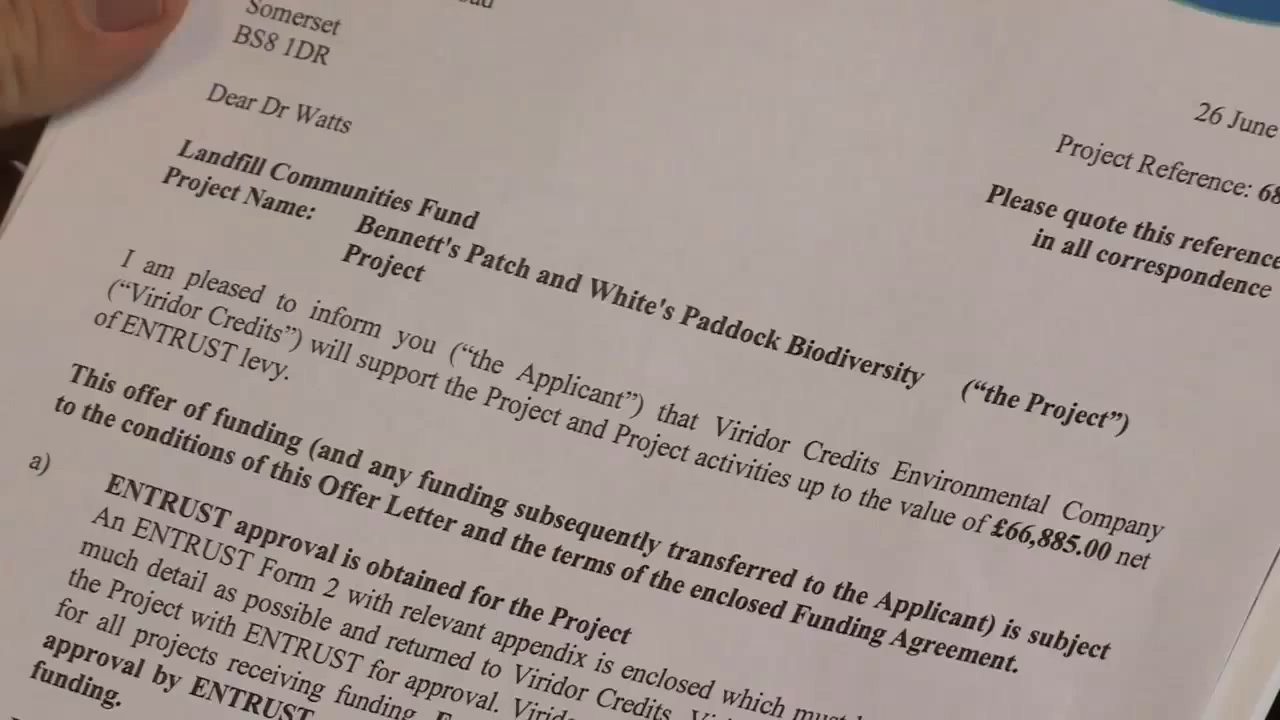 Somerset
BS8 1DR
Dear Dr Watts
26 June
Project Reference: 68
Please quote this reference
in all correspondence
Landfill Communities Fund
Project Name: Bennett's Patch and White's Paddock Biodiversity ("the Project")
Project
I am pleased to inform you ("the Applicant") that Viridor Credits Environmental Company
("Viridor Credits") will support the Project and Project activities up to the value of £66,885.00 net
of ENTRUST levy.
This offer of funding (and any funding subsequently transferred to the Applicant) is subject
to the conditions of this Offer Letter and the terms of the enclosed Funding Agreement.
a) ENTRUST approval is obtained for the Project
An ENTRUST Form 2 with relevant appendix is enclosed which must
much detail as possible and returned to Viridor Credits.
the Project with ENTRUST for approval.
for all projects receiving funding.
approval by ENTRUST
funding.